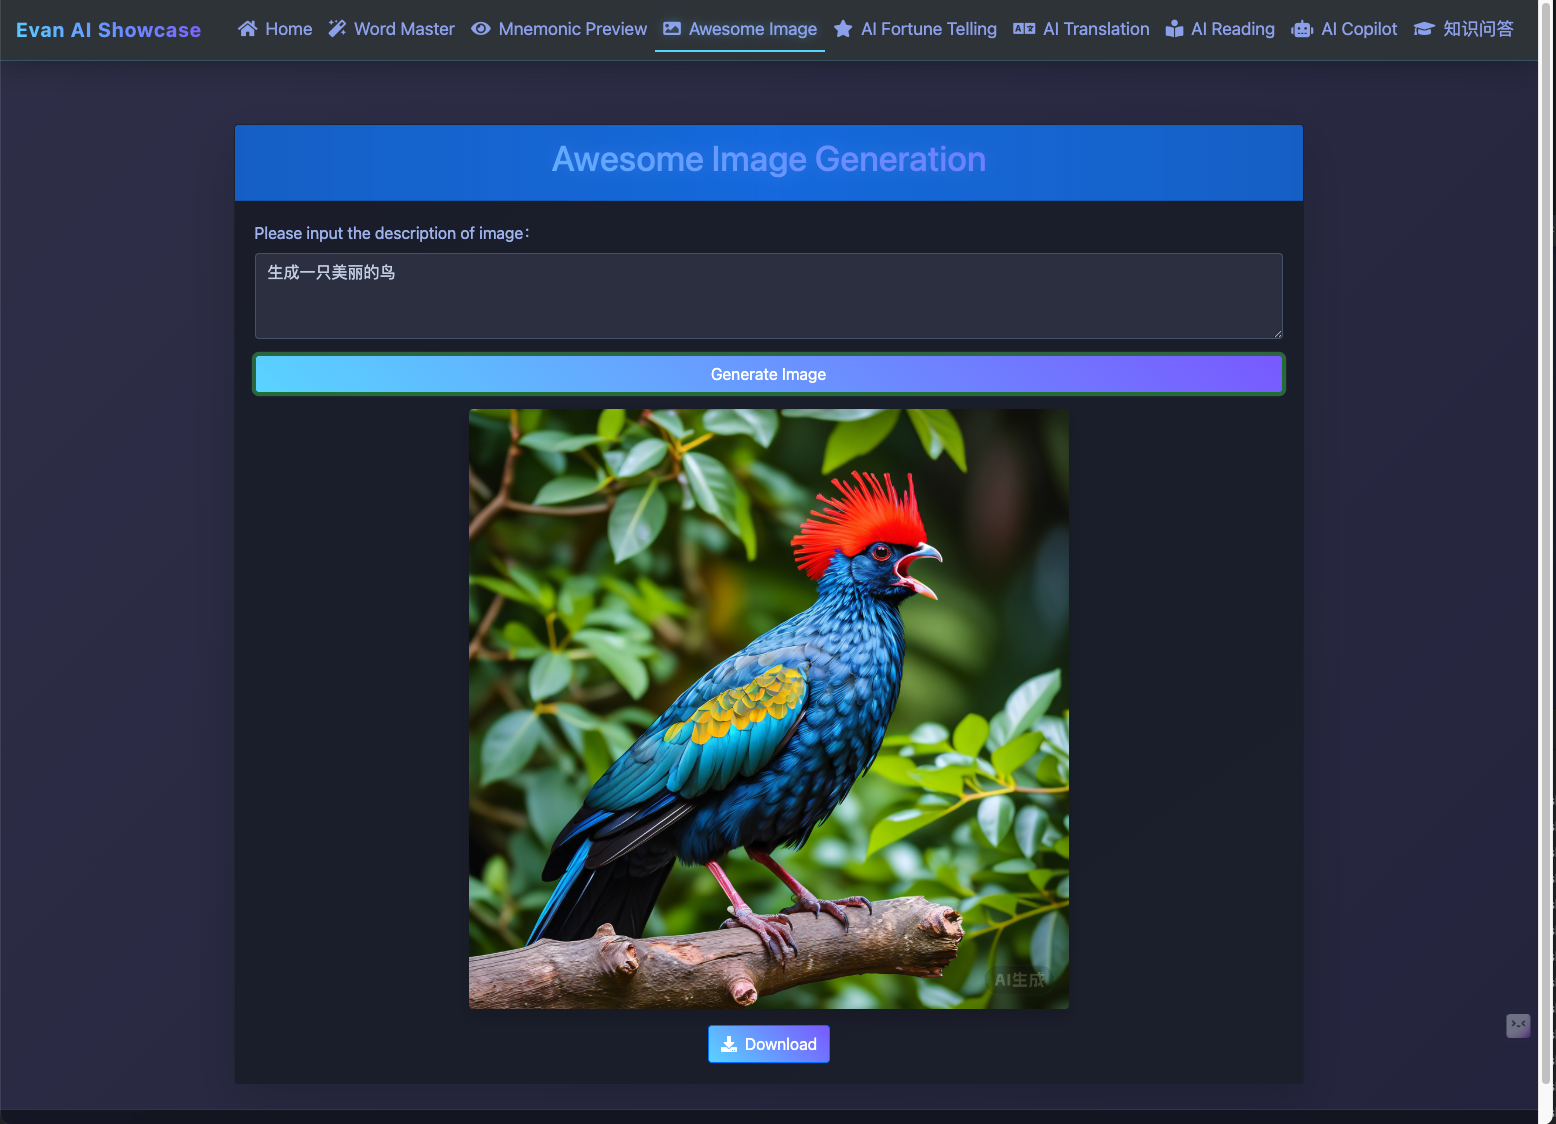 Evan AI Showcase Home Word Master Mnemonic Preview Awesome Image AI Fortune Telling AI Translation AI Reading AI Copilot 知识问答
Awesome Image Generation
Please input the description of image：
生成一只美丽的鸟
Generate Image
AI生成
Download